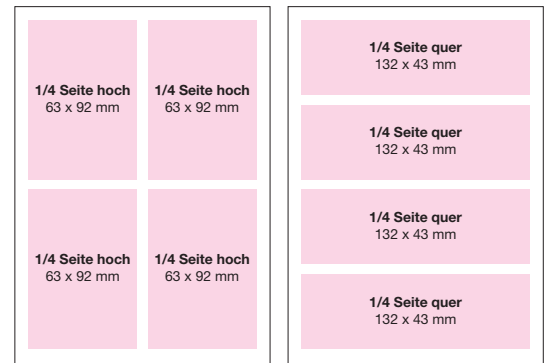 1/4 Seite hoch
63 x 92 mm
1/4 Seite hoch
63 x 92 mm
1/4 Seite hoch
63 x 92 mm
1/4 Seite hoch
63 x 92 mm
1/4 Seite quer
132 x 43 mm
1/4 Seite quer
132 x 43 mm
1/4 Seite quer
132 x 43 mm
1/4 Seite quer
132 x 43 mm